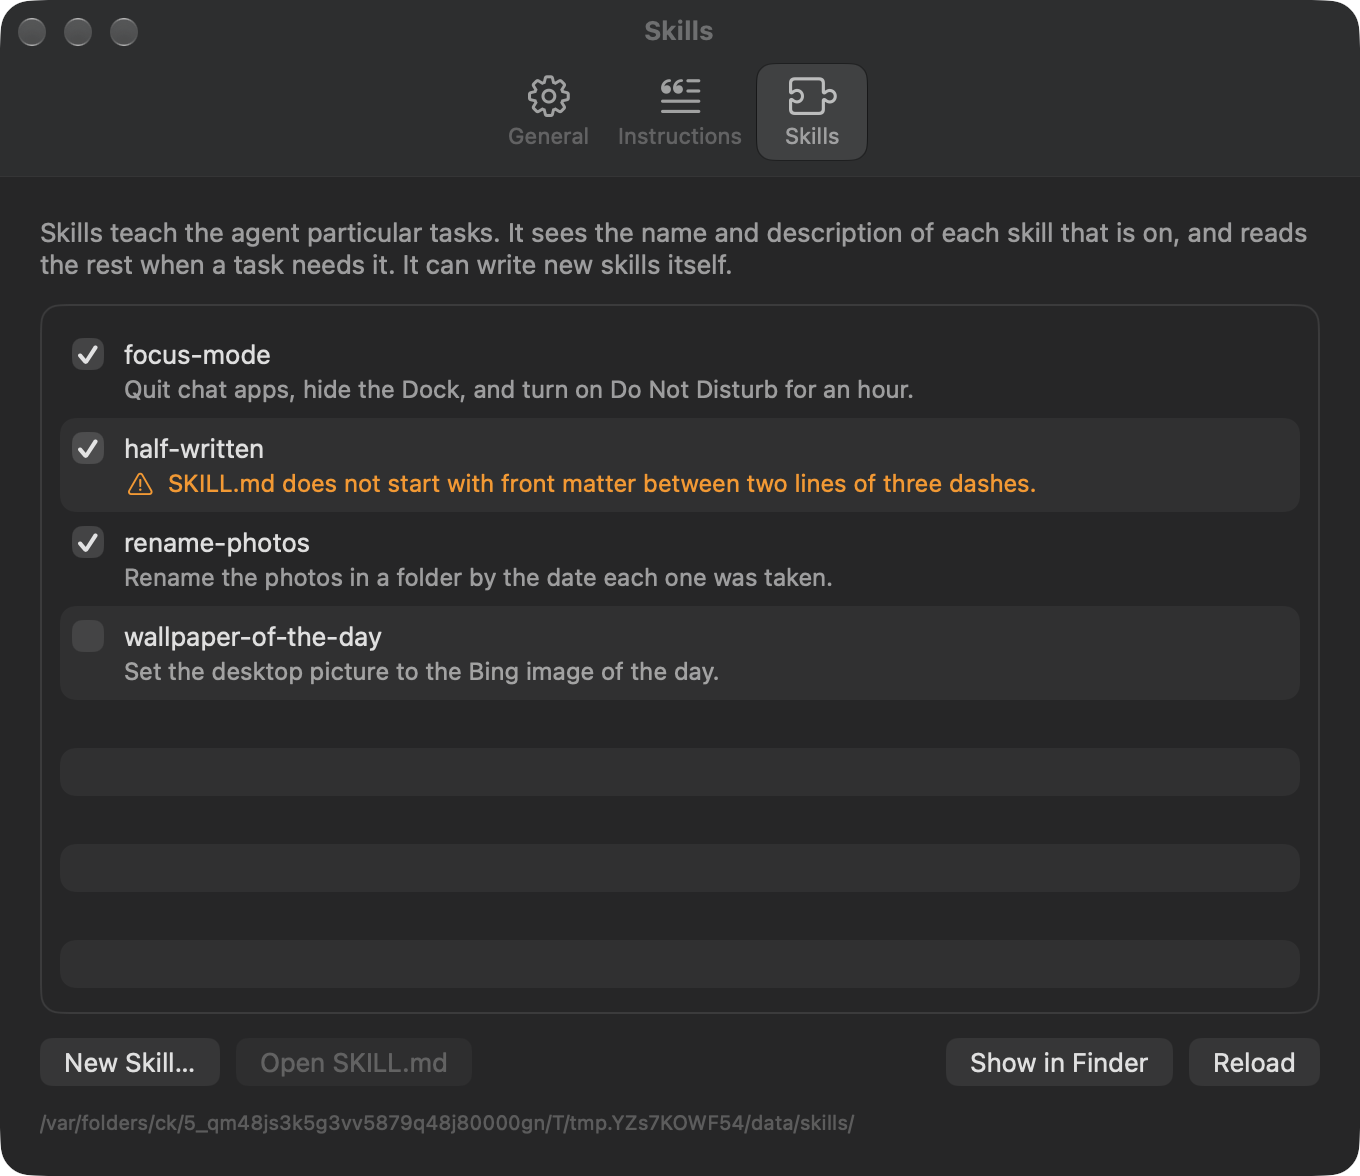 Skills
General
Instructions
Skills
Skills teach the agent particular tasks. It sees the name and description of each skill that is on, and reads
the rest when a task needs it. It can write new skills itself.
focus-mode
Quit chat apps, hide the Dock, and turn on Do Not Disturb for an hour.
half-written
SKILL.md does not start with front matter between two lines of three dashes.
rename-photos
Rename the photos in a folder by the date each one was taken.
wallpaper-of-the-day
Set the desktop picture to the Bing image of the day.
New Skill...
Open SKILL.md
Show in Finder
Reload
/var/folders/ck/5_qm48js3k5g3vv5879q48j80000gn/T/tmp.YZs7KOWF54/data/skills/